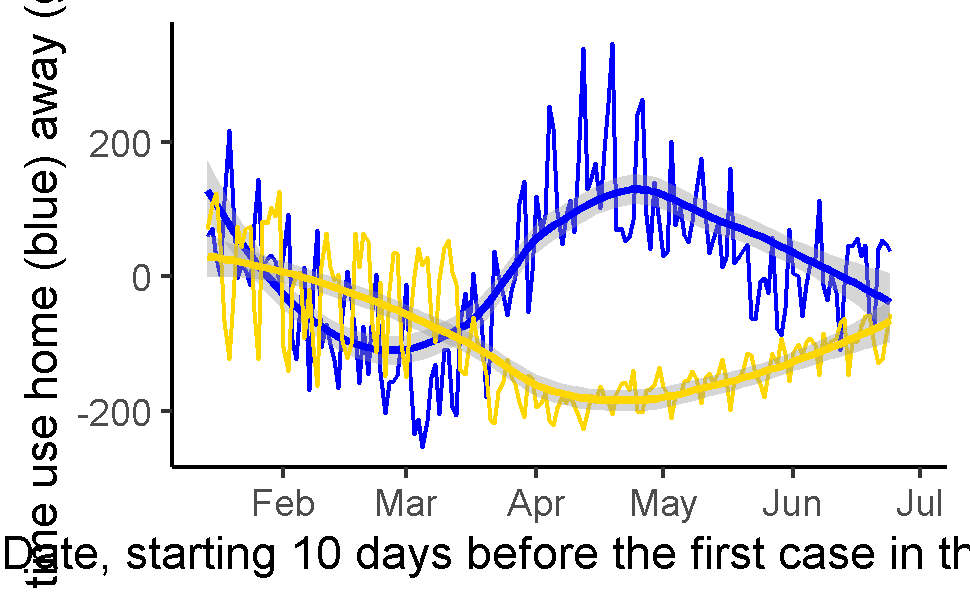 time use home (blue) away (
200
0
-200
Feb Mar Apr May Jun Jul
Date, starting 10 days before the first case in th